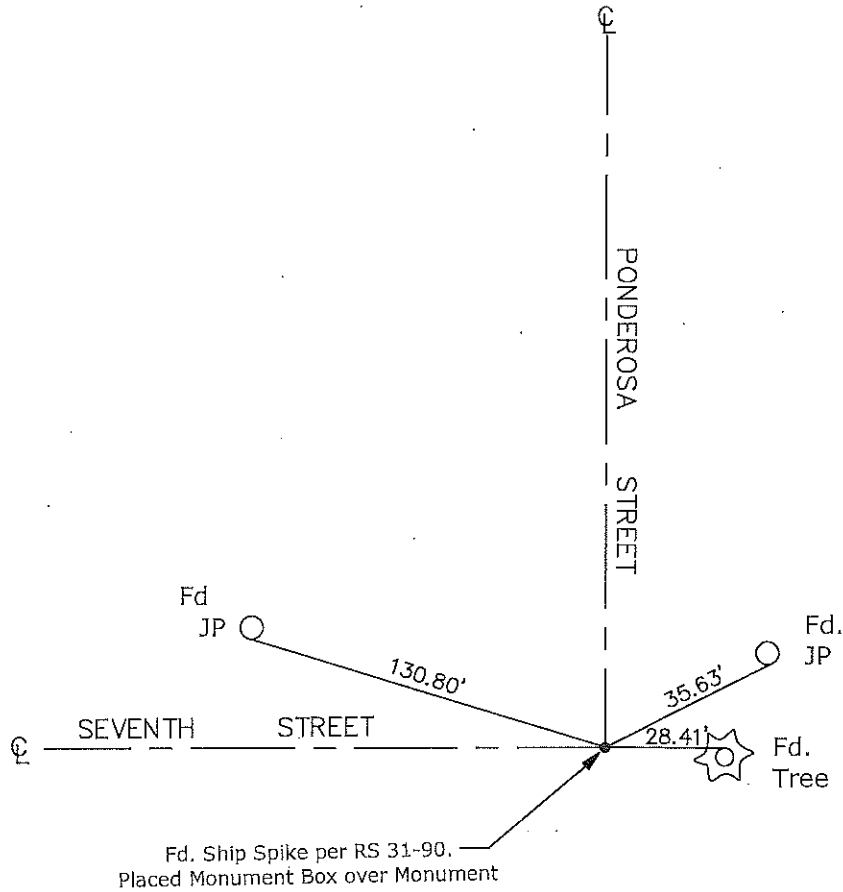 ℄
PONDEROSA STREET
Fd
JP
130.80'
35.63'
Fd.
JP
℄ SEVENTH STREET
28.41'
Fd.
Tree
Fd. Ship Spike per RS 31-90.
Placed Monument Box over Monument